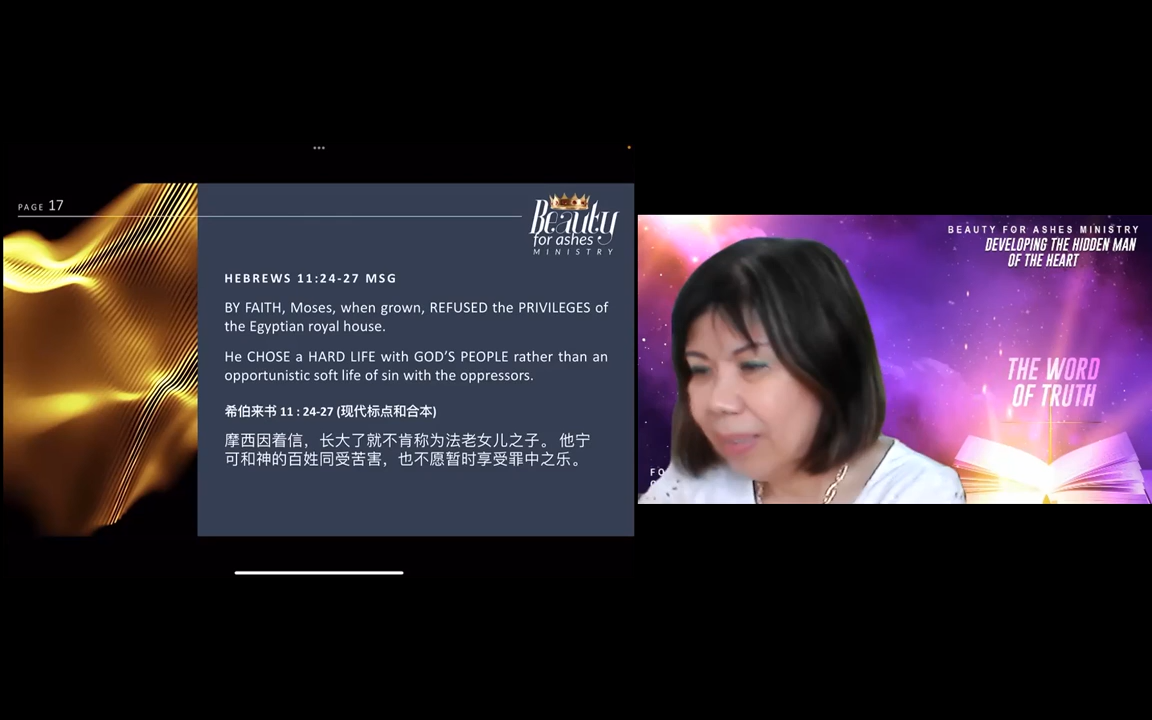 PAGE 17
Beauty
for ashes
MINISTRY
HEBREWS 11:24-27 MSG
BY FAITH, Moses, when grown, REFUSED the PRIVILEGES of
the Egyptian royal house.
He CHOSE a HARD LIFE with GOD’S PEOPLE rather than an
opportunistic soft life of sin with the oppressors.
希伯来书 11 : 24-27 (现代标点和合本)
摩西因着信，长大了就不肯称为法老女儿之子。 他宁
可和神的百姓同受苦害，也不愿暂时享受罪中之乐。
BEAUTY FOR ASHES MINISTRY
DEVELOPING THE HIDDEN MAN
OF THE HEART
THE WORD
OF TRUTH